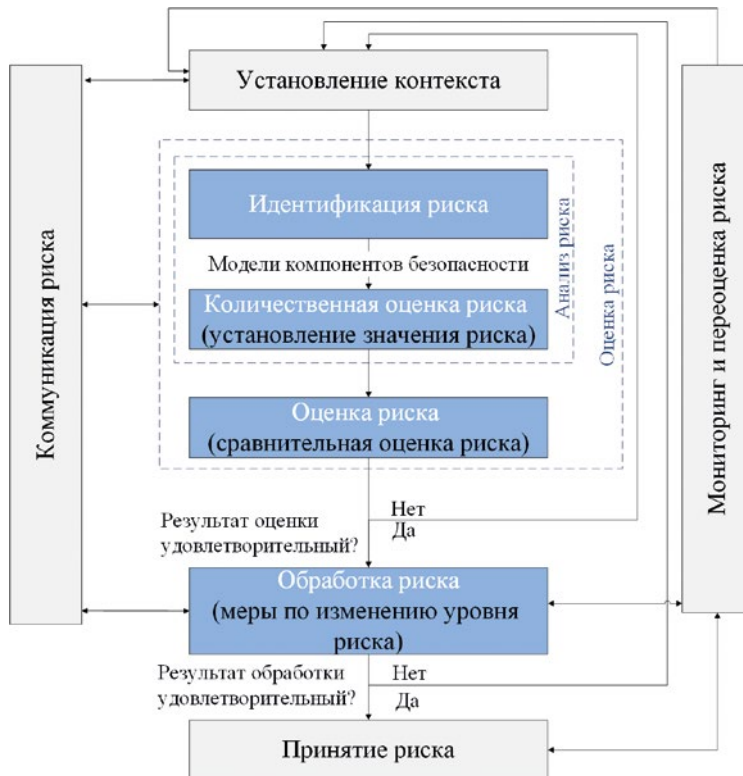 Установление контекста
Идентификация риска
Модели компонентов безопасности
Количественная оценка риска
(установление значения риска)
Анализ риска
Оценка риска
Оценка риска
(сравнительная оценка риска)
Коммуникация риска
Мониторинг и переоценка риска
Результат оценки
удовлетворительный?
Нет
Да
Обработка риска
(меры по изменению уровня
риска)
Результат обработки
удовлетворительный?
Нет
Да
Принятие риска